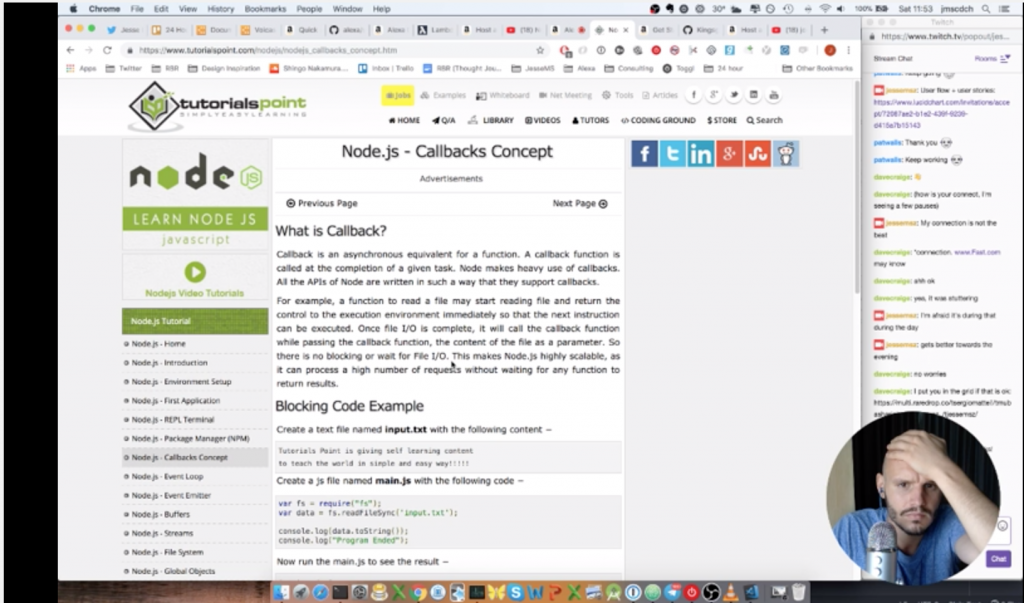 Chrome File Edit View History Bookmarks People Window Help
100% Sat 11:53 jmscdch
Twitch
https://www.tutorialspoint.com/nodejs/nodejs_callbacks_concept.htm
https://www.twitch.tv/popout/jes...
Apps Twitter RSR Design Inspiration Shingo Nakamura... Inbox | Trello RBR (Thought Jou... JesseMS Alexa Consulting Toggl 24 hour Other Bookmarks
Stream Chat Rooms
tutorialspoint
SIMPLYEASYLEARNING
Jobs Examples Whiteboard Net Meeting Tools Articles
HOME Q/A LIBRARY VIDEOS TUTORS CODING GROUND STORE Search
node JS
LEARN NODE JS
javascript
Nodejs Video Tutorials
Node.js Tutorial
Node.js - Home
Node.js - Introduction
Node.js - Environment Setup
Node.js - First Application
Node.js - REPL Terminal
Node.js - Package Manager (NPM)
Node.js - Callbacks Concept
Node.js - Event Loop
Node.js - Event Emitter
Node.js - Buffers
Node.js - Streams
Node.js - File System
Node.js - Global Objects
Node.js - Callbacks Concept
Advertisements
Previous Page Next Page
What is Callback?
Callback is an asynchronous equivalent for a function. A callback function is
called at the completion of a given task. Node makes heavy use of callbacks.
All the APIs of Node are written in such a way that they support callbacks.
For example, a function to read a file may start reading file and return the
control to the execution environment immediately so that the next instruction
can be executed. Once file I/O is complete, it will call the callback function
while passing the callback function, the content of the file as a parameter. So
there is no blocking or wait for File I/O. This makes Node.js highly scalable, as
it can process a high number of requests without waiting for any function to
return results.
Blocking Code Example
Create a text file named input.txt with the following content −
Tutorials Point is giving self learning content
to teach the world in simple and easy way!!!!!
Create a js file named main.js with the following code −
var fs = require("fs");
var data = fs.readFileSync('input.txt');
console.log(data.toString());
console.log("Program Ended");
Now run the main.js to see the result −
jessemsz: User flow + user stories:
https://www.lucidchart.com/invitations/acce
patwalls: Thank you
patwalls: Keep working
davecraige:
davecraige: (how is your connect, I'm
seeing a few pauses)
jessemsz: My connection is not the
best
davecraige: *connection. www.Fast.com
may know
davecraige: ahh ok
davecraige: yea, it was stuttering
jessemsz: I'm afraid it's during that
during the day
jessemsz: gets better towards the
evening
davecraige: no worries
davecraige: I put you in the grid if that is ok:
Chat